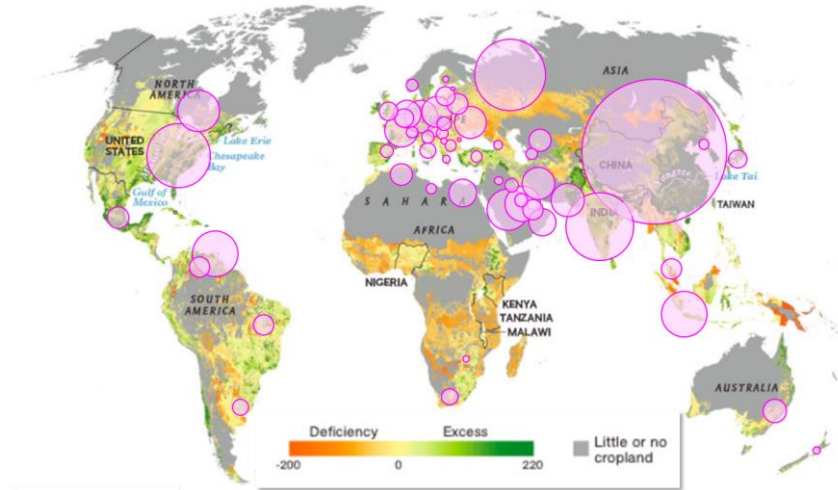 NORTH
AMERICA
UNITED
STATES
Lake Erie
Chesapeake
Bay
Gulf of
Mexico
SOUTH
AMERICA
SAHARA
AFRICA
NIGERIA
KENYA
TANZANIA
MALAWI
ASIA
CHINA
Yangtze
Lake Tai
TAIWAN
INDIA
AUSTRALIA
Deficiency Excess
-200 0 220
Little or no
cropland